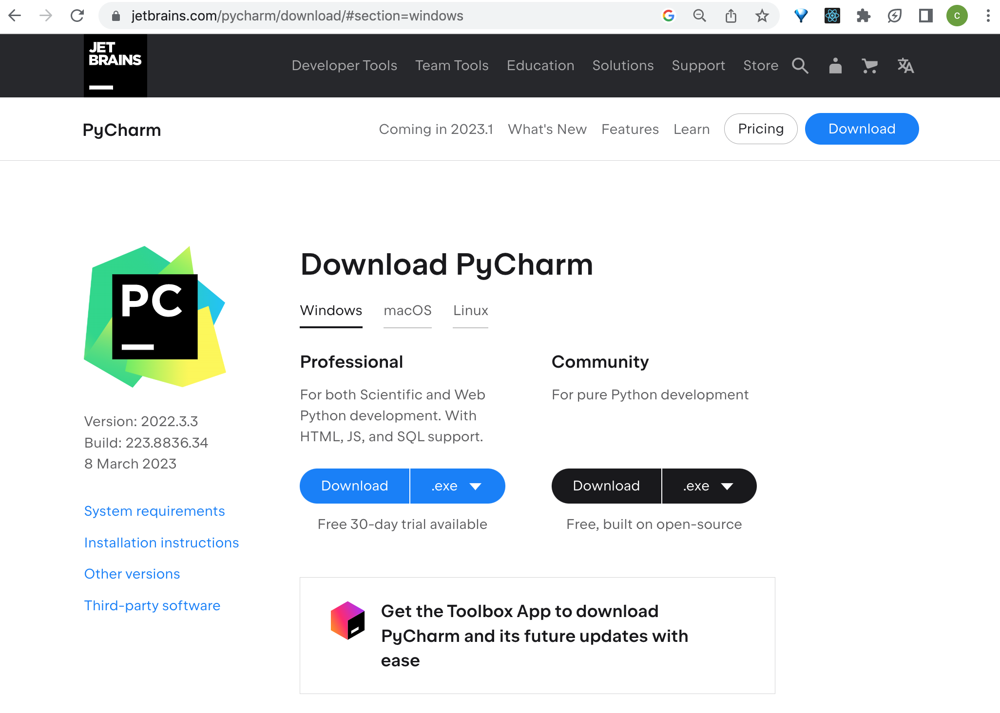 jetbrains.com/pycharm/download/#section=windows
C
JET
BRAINS
Developer Tools Team Tools Education Solutions Support Store
PyCharm
Coming in 2023.1 What's New Features Learn Pricing Download
PC
Version: 2022.3.3
Build: 223.8836.34
8 March 2023
System requirements
Installation instructions
Other versions
Third-party software
Download PyCharm
Windows macOS Linux
Professional
For both Scientific and Web
Python development. With
HTML, JS, and SQL support.
Download .exe
Free 30-day trial available
Community
For pure Python development
Download .exe
Free, built on open-source
Get the Toolbox App to download
PyCharm and its future updates with
ease